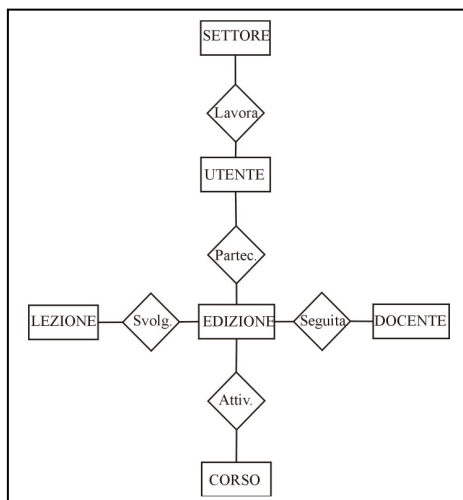 SETTORE
Lavora
UTENTE
Partec.
LEZIONE Svolg. EDIZIONE Seguita DOCENTE
Attiv.
CORSO